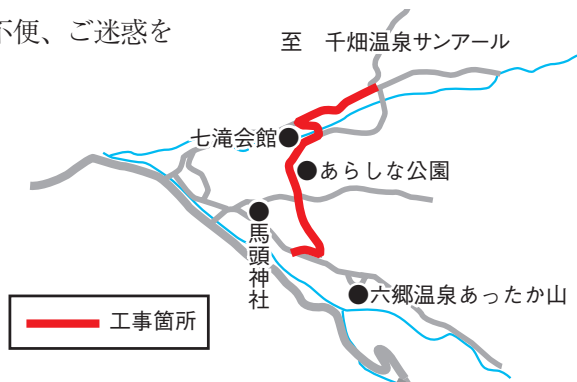 不便、ご迷惑を
至　千畑温泉サンアール
七滝会館
あらしな公園
馬頭神社
六郷温泉あったか山
工事箇所